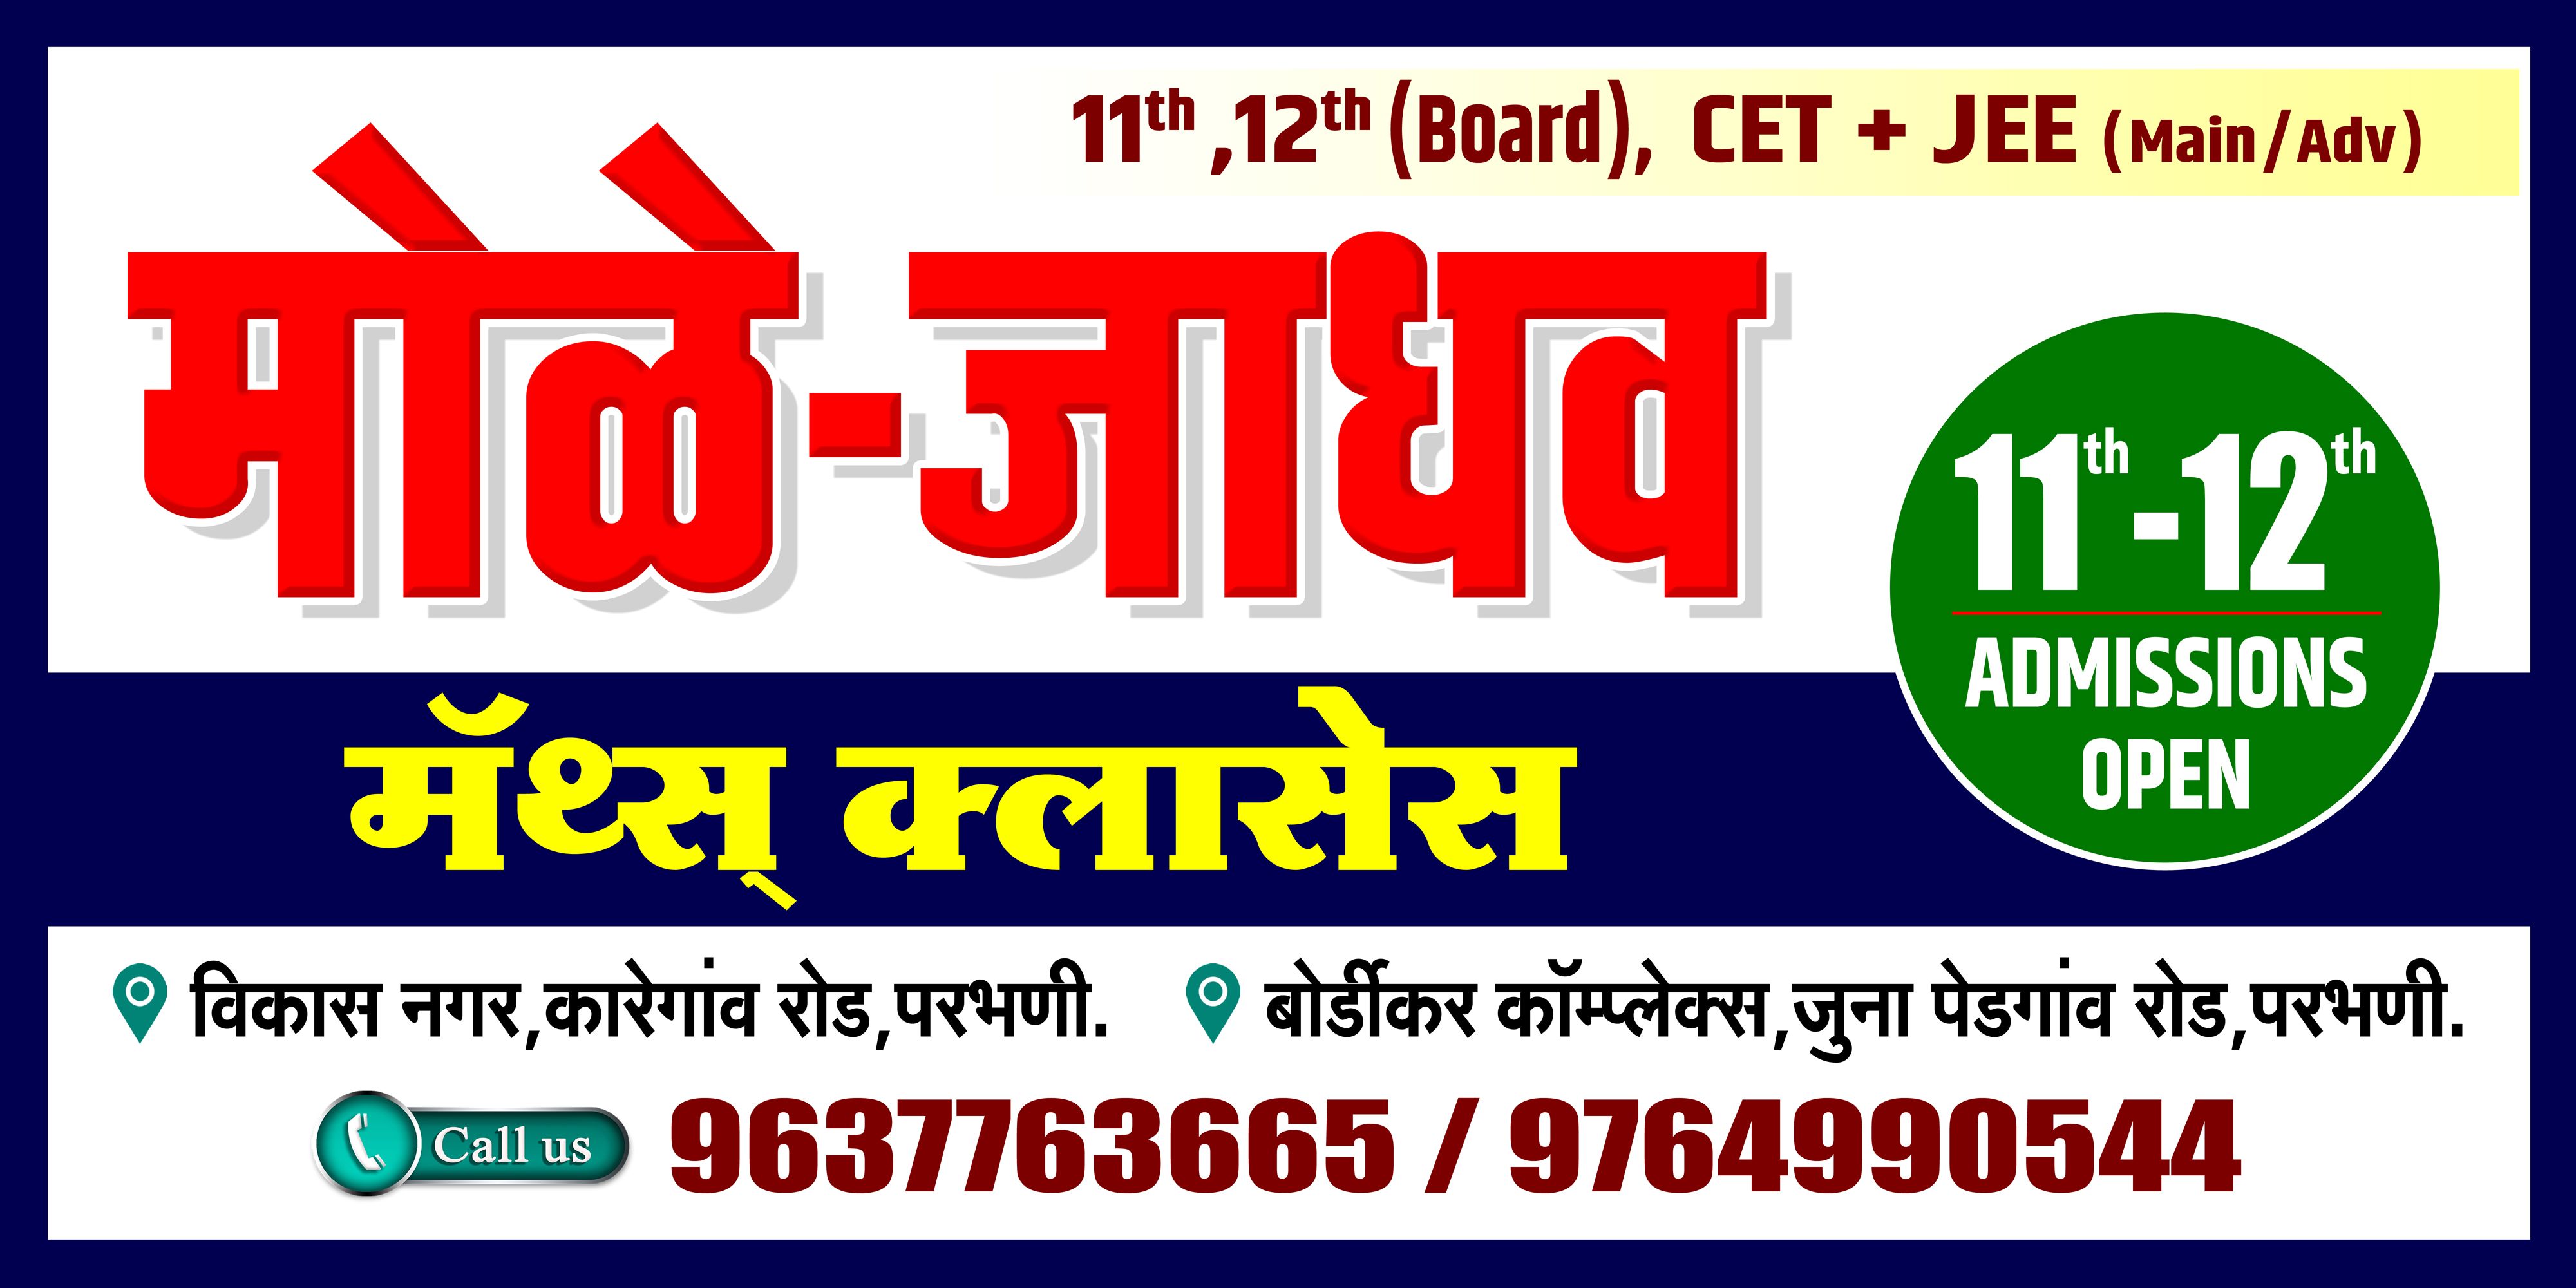 11th ,12th (Board), CET + JEE (Main/Adv)
मोळे-जाधव
11th-12th
ADMISSIONS
OPEN
मॅथ्स् क्लासेस
विकास नगर,कारेगांव रोड,परभणी.
बोर्डीकर कॉम्प्लेक्स,जुना पेडगांव रोड,परभणी.
Call us 9637763665 / 9764990544